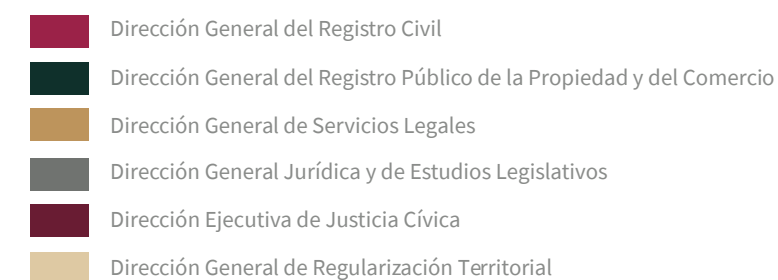 Dirección General del Registro Civil
Dirección General del Registro Público de la Propiedad y del Comercio
Dirección General de Servicios Legales
Dirección General Jurídica y de Estudios Legislativos
Dirección Ejecutiva de Justicia Cívica
Dirección General de Regularización Territorial